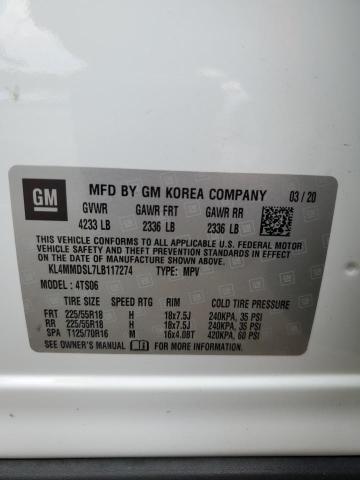 GM
MFD BY GM KOREA COMPANY 03/20
GVWR GAWR FRT GAWR RR
4233 LB 2336 LB 2336 LB
THIS VEHICLE CONFORMS TO ALL APPLICABLE U.S. FEDERAL MOTOR
VEHICLE SAFETY, BUMPER, AND THEFT PREVENTION STANDARDS IN
EFFECT ON THE DATE OF MANUFACTURE SHOWN ABOVE.
KL4MMDSL7LB117274 TYPE: MPV
MODEL : 4TS06
TIRE SIZE SPEED RTG RIM COLD TIRE PRESSURE
FRT 225/55R18 H 18x7.5J 240KPA, 35 PSI
RR 225/55R18 H 18x7.5J 240KPA, 35 PSI
SPA T125/70R16 M 16x4.0BT 420KPA, 60 PSI
SEE OWNER'S MANUAL FOR MORE INFORMATION